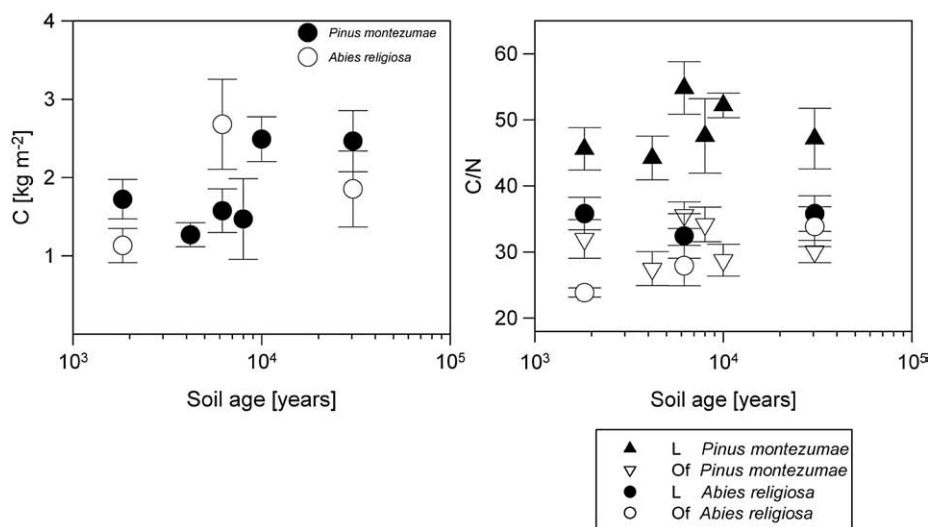 4
3
2
1
C [kg m⁻²]
Pinus montezumae
Abies religiosa
10³
10⁴
10⁵
Soil age [years]
60
50
40
30
20
C/N
10³
10⁴
10⁵
Soil age [years]
L Pinus montezumae
Of Pinus montezumae
L Abies religiosa
Of Abies religiosa